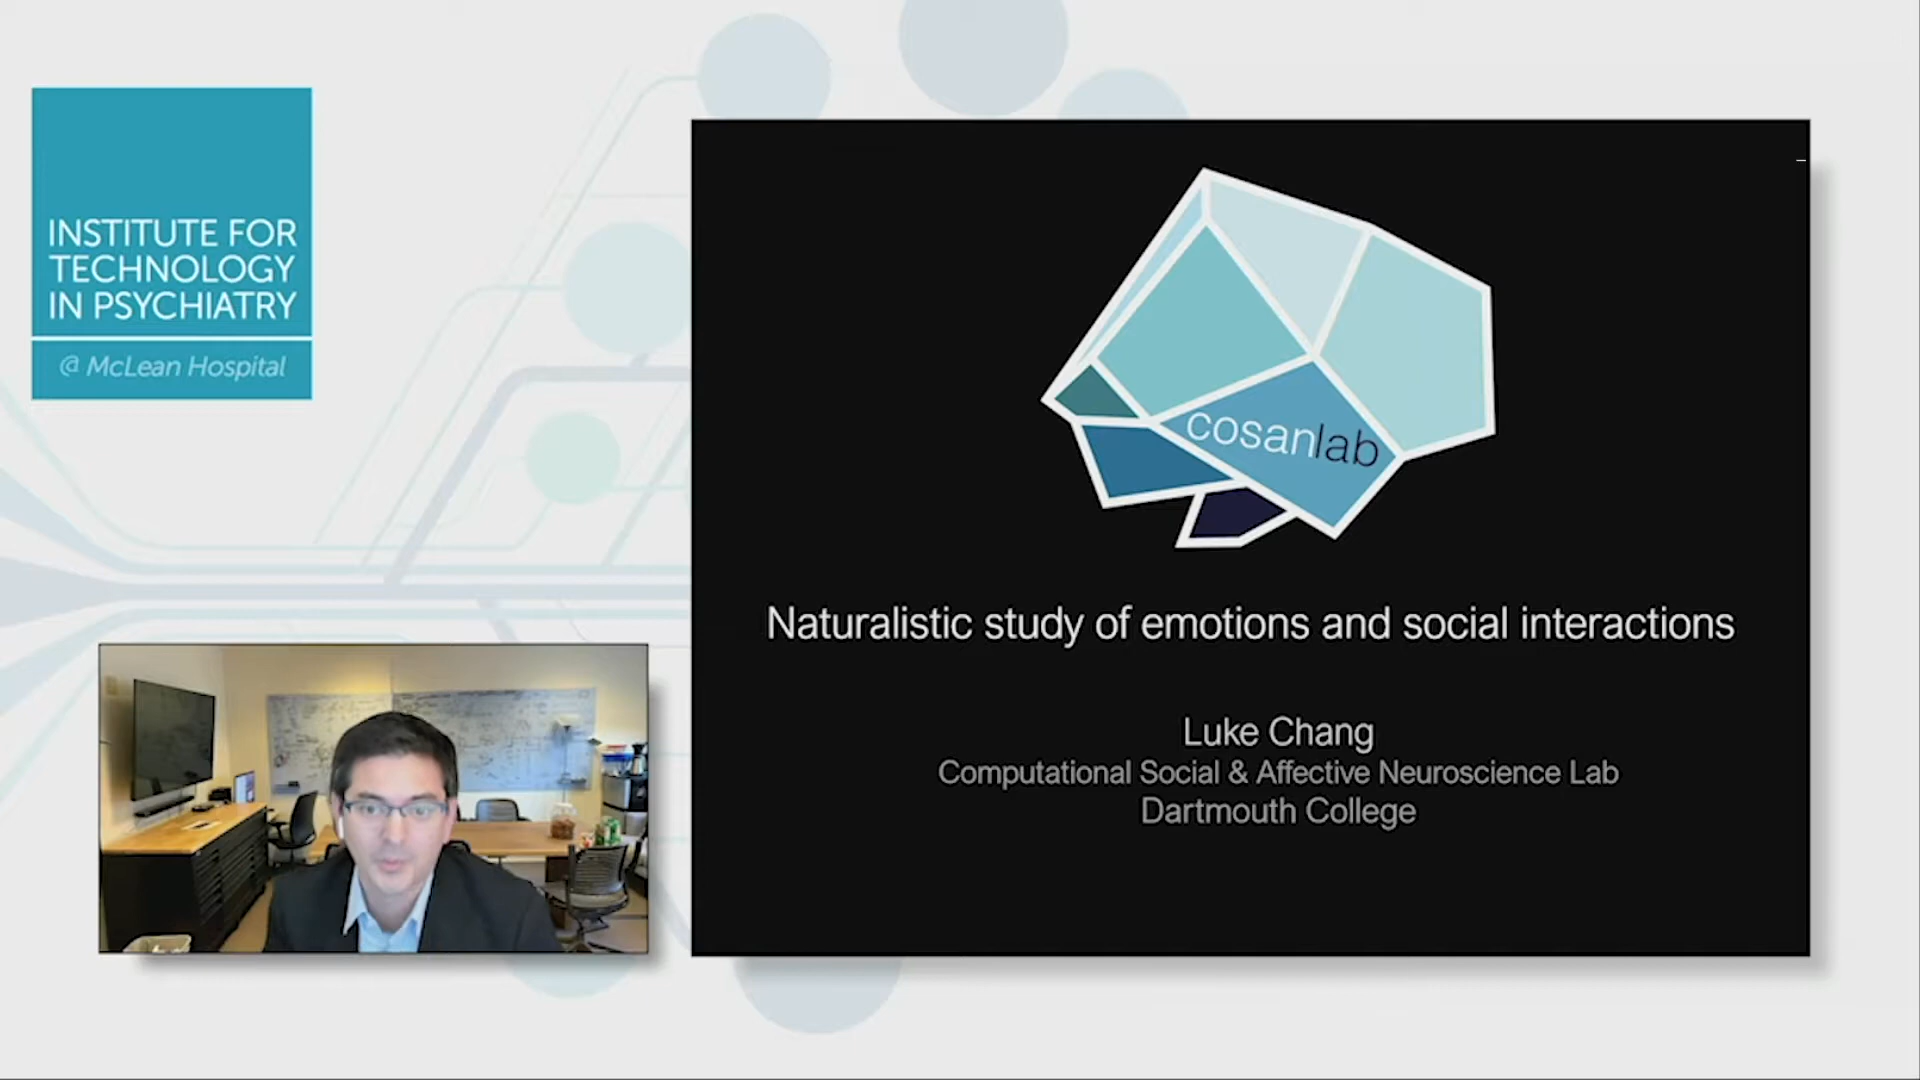 INSTITUTE FOR
TECHNOLOGY
IN PSYCHIATRY
@ McLean Hospital
cosanlab
Naturalistic study of emotions and social interactions
Luke Chang
Computational Social & Affective Neuroscience Lab
Dartmouth College